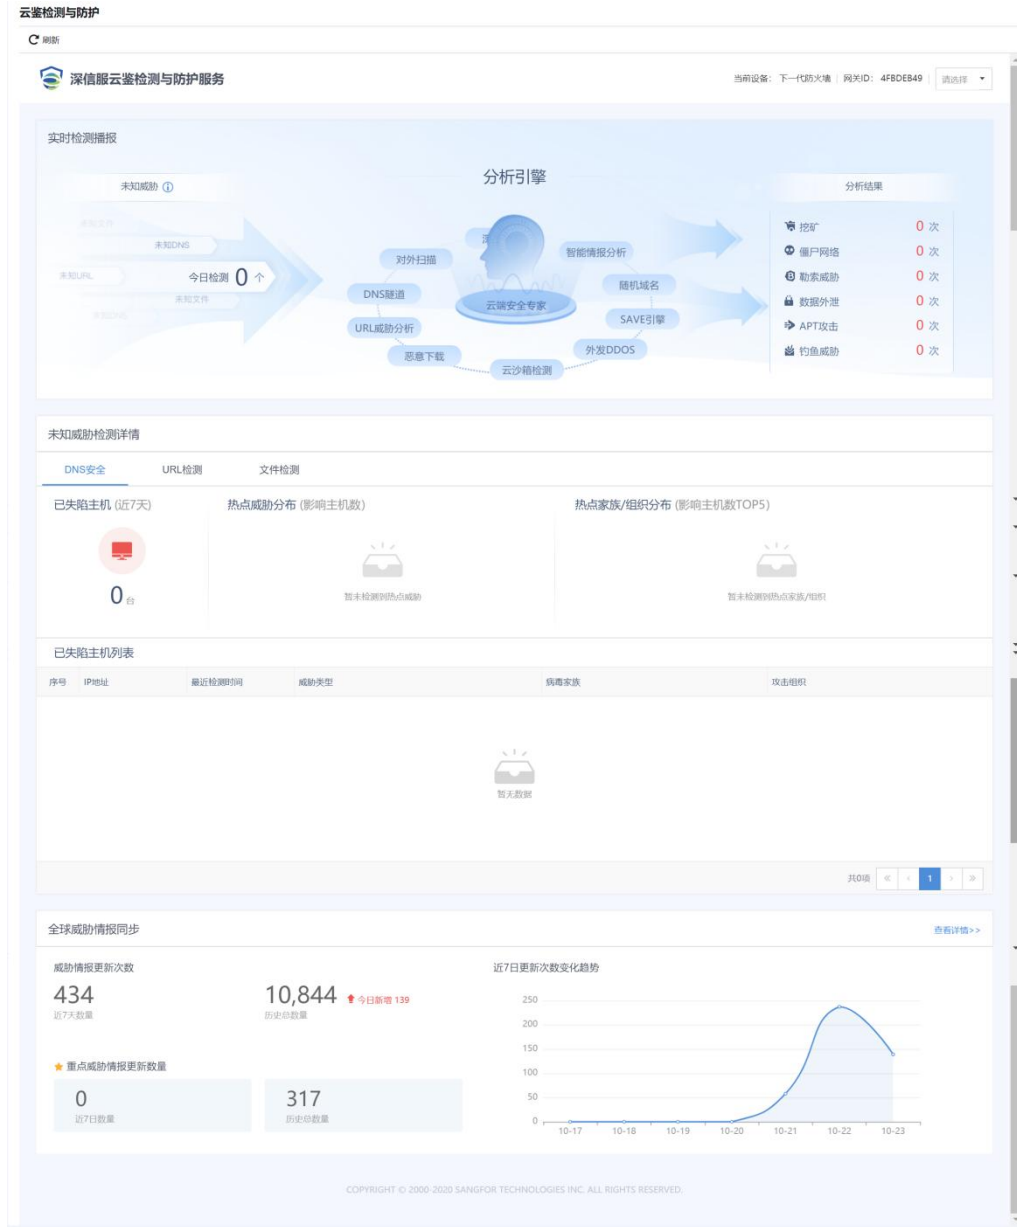 云鉴检测与防护
刷新
深信服云鉴检测与防护服务
当前设备： 下一代防火墙 网关ID： 4FBDEB49 请选择
实时检测播报
未知威胁
分析引擎
分析结果
未知文件
未知DNS
未知URL
今日检测 0 个
未知文件
对外扫描
DNS隧道
URL威胁分析
恶意下载
云沙箱检测
外发DDOS
SAVE引擎
随机域名
智能情报分析
云端安全专家
挖矿 0 次
僵尸网络 0 次
勒索威胁 0 次
数据外泄 0 次
APT攻击 0 次
钓鱼威胁 0 次
未知威胁检测详情
DNS安全 URL检测 文件检测
已失陷主机 (近7天)
0 台
热点威胁分布 (影响主机数)
暂未检测到热点威胁
热点家族/组织分布 (影响主机数TOP5)
暂未检测到热点家族/组织
已失陷主机列表
序号 IP地址 最近检测时间 威胁类型 病毒家族 攻击组织
暂无数据
共0项 « ‹ 1 › »
全球威胁情报同步 查看详情>>
威胁情报更新次数
434
近7天数量
10,844 今日新增 139
历史总数量
重点威胁情报更新数量
0
近7日数量
317
历史总数量
近7日更新次数变化趋势
250
200
150
100
50
0
10-17 10-18 10-19 10-20 10-21 10-22 10-23
COPYRIGHT © 2000-2020 SANGFOR TECHNOLOGIES INC. ALL RIGHTS RESERVED.